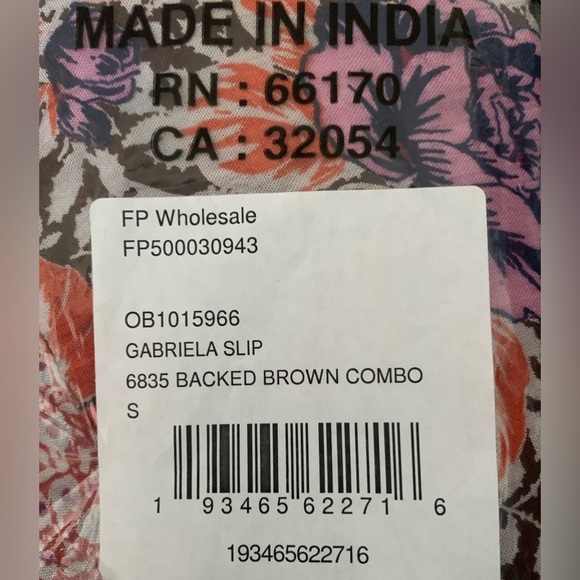 MADE IN INDIA
RN : 66170
CA : 32054
FP Wholesale
FP500030943
OB1015966
GABRIELA SLIP
6835 BACKED BROWN COMBO
S
1 93465 62271 6
193465622716